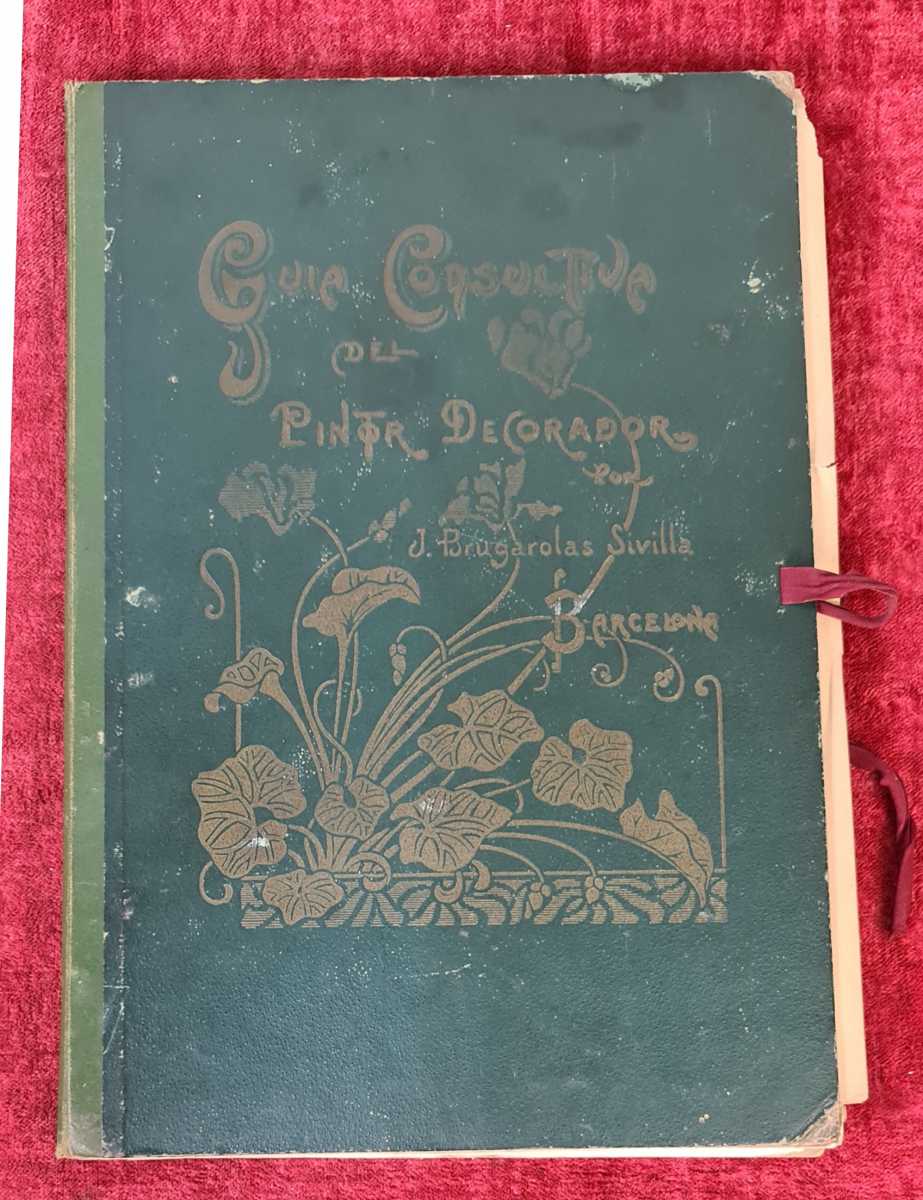 Guia Consultiva
del
Pintor Decorador
por
J. Brugarolas Sivilla
Barcelona